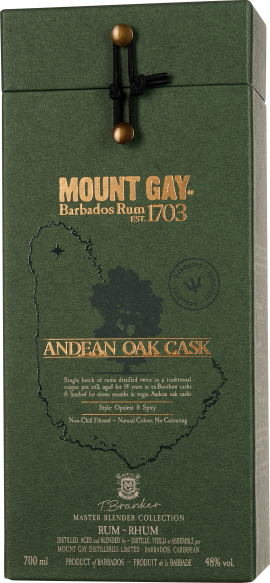 MOUNT GAY
Barbados Rum EST. 1703
ANDEAN OAK CASK
Single batch of rums distilled twice in a traditional
copper pot still, aged for 14 years in ex-Bourbon casks
& finished for eleven months in virgin Andean oak casks
Style: Opulent & Spicy
Non-Chill Filtered ~ Natural Colour, No Colouring
T. Branker
MASTER BLENDER COLLECTION
RUM ~ RHUM
DISTILLED, AGED and BLENDED by ~ DISTILLÉ, VIEILLI et ASSEMBLÉ par
MOUNT GAY DISTILLERIES LIMITED ~ BARBADOS, CARIBBEAN
700 ml PRODUCT of BARBADOS ~ PRODUIT de la BARBADE 48% vol.